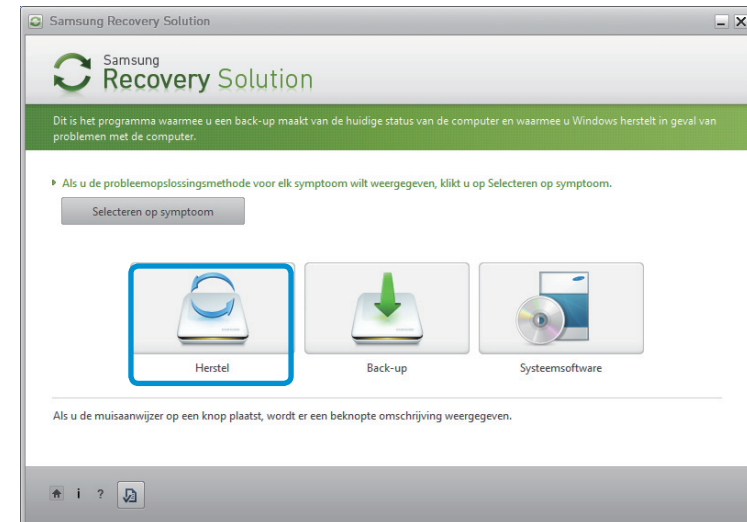 Samsung Recovery Solution
Samsung
Recovery Solution
Dit is het programma waarmee u een back-up maakt van de huidige status van de computer en waarmee u Windows herstelt in geval van
problemen met de computer.
Als u de probleemopslossingsmethode voor elk symptoom wilt weergegeven, klikt u op Selecteren op symptoom.
Selecteren op symptoom
Herstel
Back-up
Systeemsoftware
Als u de muisaanwijzer op een knop plaatst, wordt er een beknopte omschrijving weergegeven.
i ?